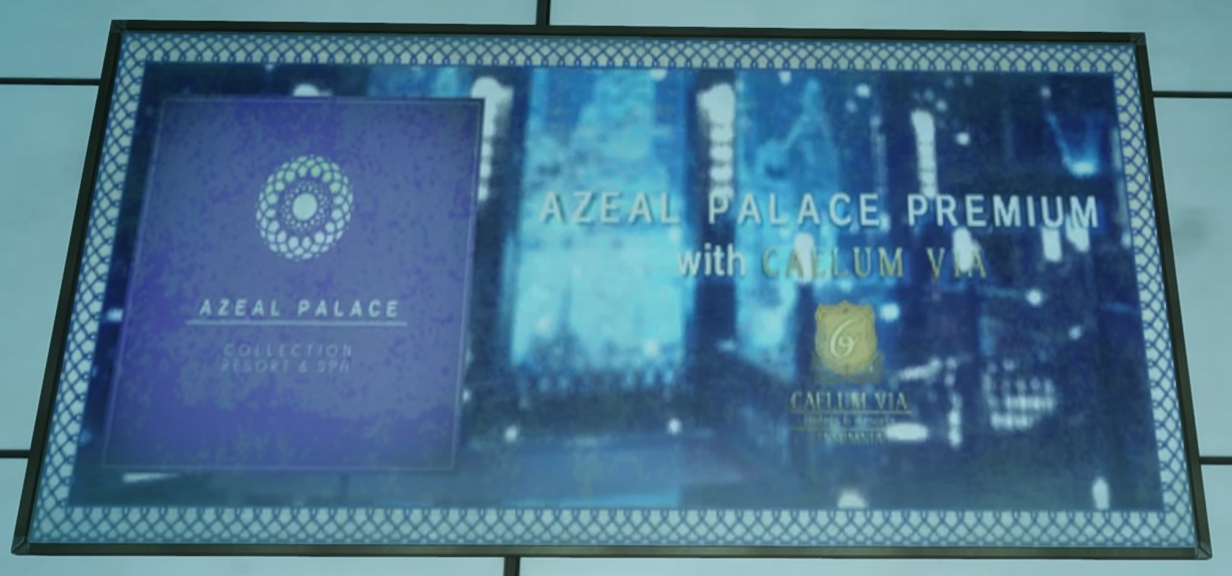 AZEAL PALACE
COLLECTION
RESORT & SPA
AZEAL PALACE PREMIUM
with CAELUM VIA
CAELUM VIA